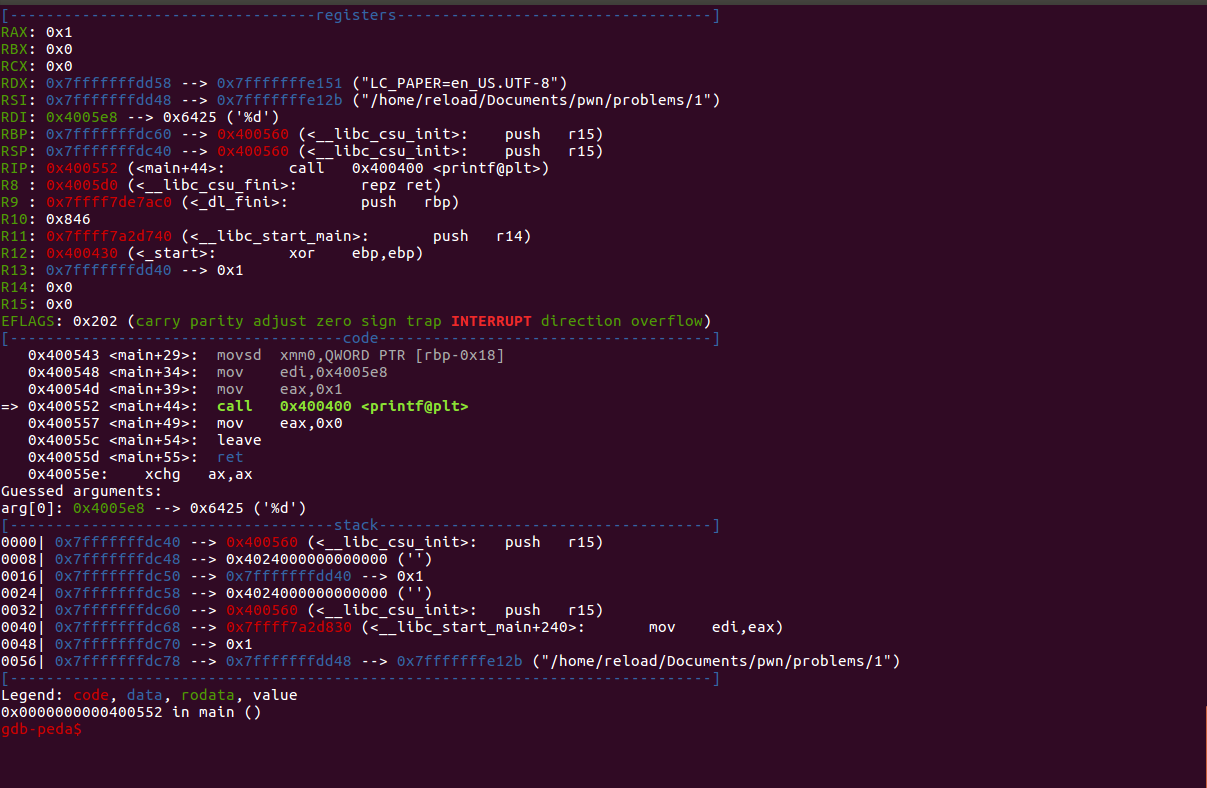 [----------------------------------registers-----------------------------------]
RAX: 0x1
RBX: 0x0
RCX: 0x0
RDX: 0x7fffffffdd58 --> 0x7fffffffe151 ("LC_PAPER=en_US.UTF-8")
RSI: 0x7fffffffdd48 --> 0x7fffffffe12b ("/home/reload/Documents/pwn/problems/1")
RDI: 0x4005e8 --> 0x6425 ('%d')
RBP: 0x7fffffffdc60 --> 0x400560 (<__libc_csu_init>:	push   r15)
RSP: 0x7fffffffdc40 --> 0x400560 (<__libc_csu_init>:	push   r15)
RIP: 0x400552 (<main+44>:	call   0x400400 <printf@plt>)
R8 : 0x4005d0 (<__libc_csu_fini>:	repz ret)
R9 : 0x7ffff7de7ac0 (<_dl_fini>:	push   rbp)
R10: 0x846
R11: 0x7ffff7a2d740 (<__libc_start_main>:	push   r14)
R12: 0x400430 (<_start>:	xor    ebp,ebp)
R13: 0x7fffffffdd40 --> 0x1
R14: 0x0
R15: 0x0
EFLAGS: 0x202 (carry parity adjust zero sign trap INTERRUPT direction overflow)
[-------------------------------------code-------------------------------------]
   0x400543 <main+29>:	movsd  xmm0,QWORD PTR [rbp-0x18]
   0x400548 <main+34>:	mov    edi,0x4005e8
   0x40054d <main+39>:	mov    eax,0x1
=> 0x400552 <main+44>:	call   0x400400 <printf@plt>
   0x400557 <main+49>:	mov    eax,0x0
   0x40055c <main+54>:	leave
   0x40055d <main+55>:	ret
   0x40055e:	xchg   ax,ax
Guessed arguments:
arg[0]: 0x4005e8 --> 0x6425 ('%d')
[------------------------------------stack-------------------------------------]
0000| 0x7fffffffdc40 --> 0x400560 (<__libc_csu_init>:	push   r15)
0008| 0x7fffffffdc48 --> 0x4024000000000000 ('')
0016| 0x7fffffffdc50 --> 0x7fffffffdd40 --> 0x1
0024| 0x7fffffffdc58 --> 0x4024000000000000 ('')
0032| 0x7fffffffdc60 --> 0x400560 (<__libc_csu_init>:	push   r15)
0040| 0x7fffffffdc68 --> 0x7ffff7a2d830 (<__libc_start_main+240>:	mov    edi,eax)
0048| 0x7fffffffdc70 --> 0x1
0056| 0x7fffffffdc78 --> 0x7fffffffdd48 --> 0x7fffffffe12b ("/home/reload/Documents/pwn/problems/1")
[------------------------------------------------------------------------------]
Legend: code, data, rodata, value
0x0000000000400552 in main ()
gdb-peda$